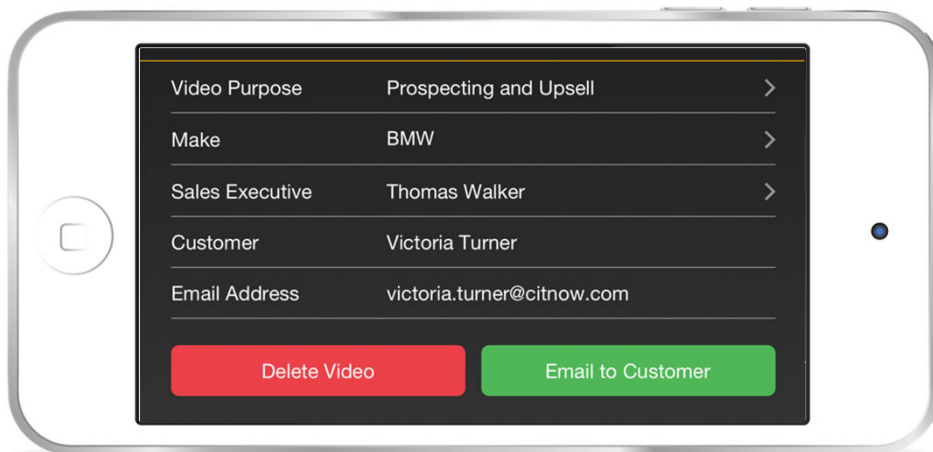 Video Purpose Prospecting and Upsell
Make BMW
Sales Executive Thomas Walker
Customer Victoria Turner
Email Address victoria.turner@citnow.com
Delete Video Email to Customer